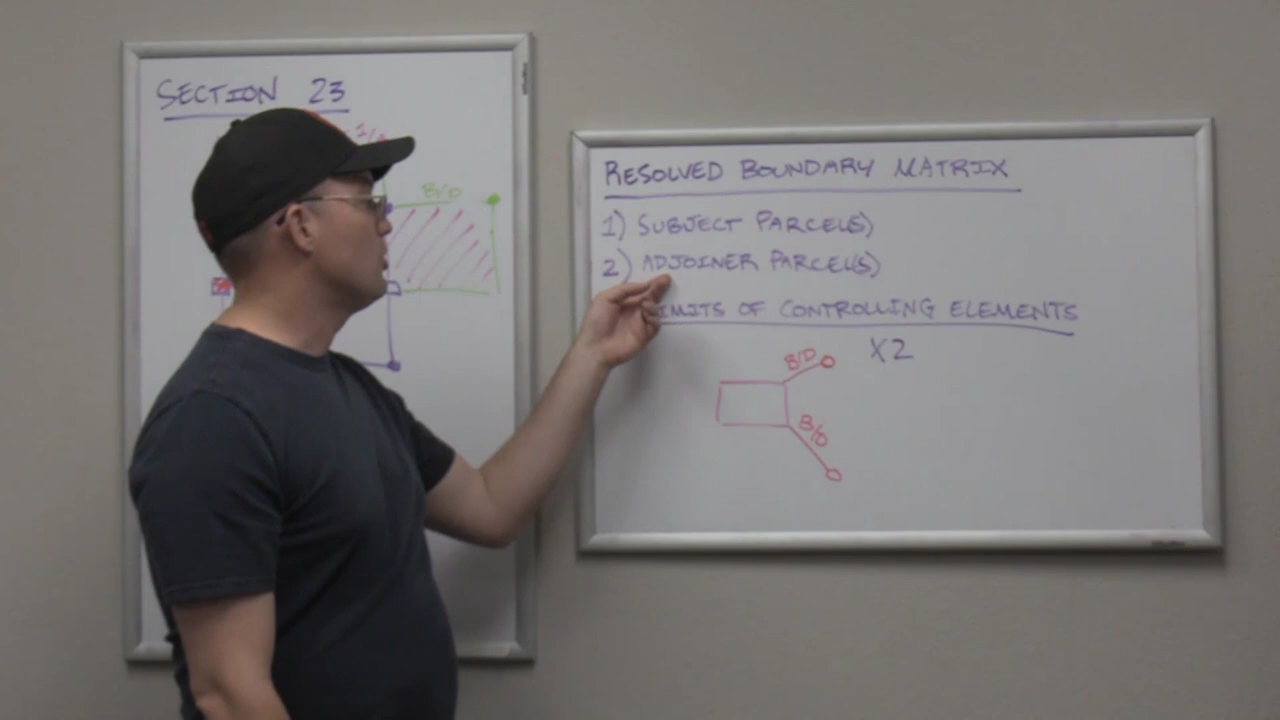 SECTION 23
B/D
RESOLVED BOUNDARY MATRIX
1) SUBJECT PARCEL(S)
2) ADJOINER PARCEL(S)
LIMITS OF CONTROLLING ELEMENTS
X2
B/D
B/D